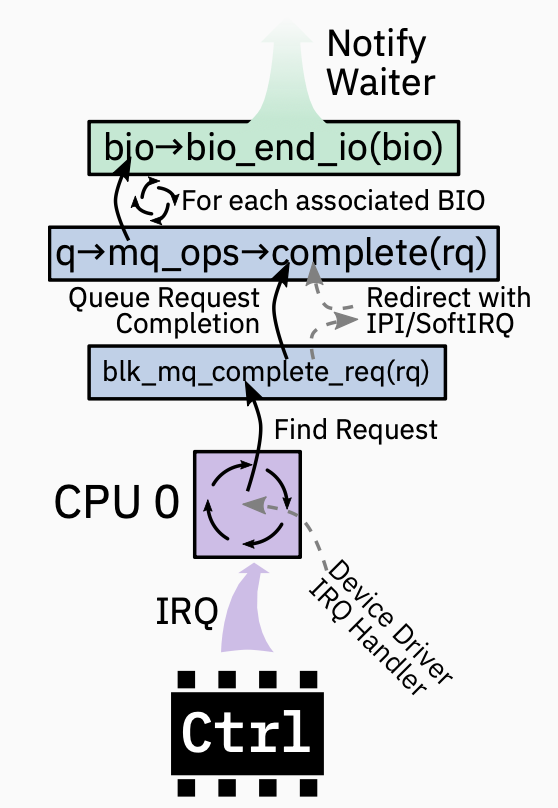 Notify
Waiter
bio→bio_end_io(bio)
For each associated BIO
q→mq_ops→complete(rq)
Queue Request
Completion
Redirect with
IPI/SoftIRQ
blk_mq_complete_req(rq)
Find Request
CPU 0
Device Driver
IRQ Handler
IRQ
Ctrl